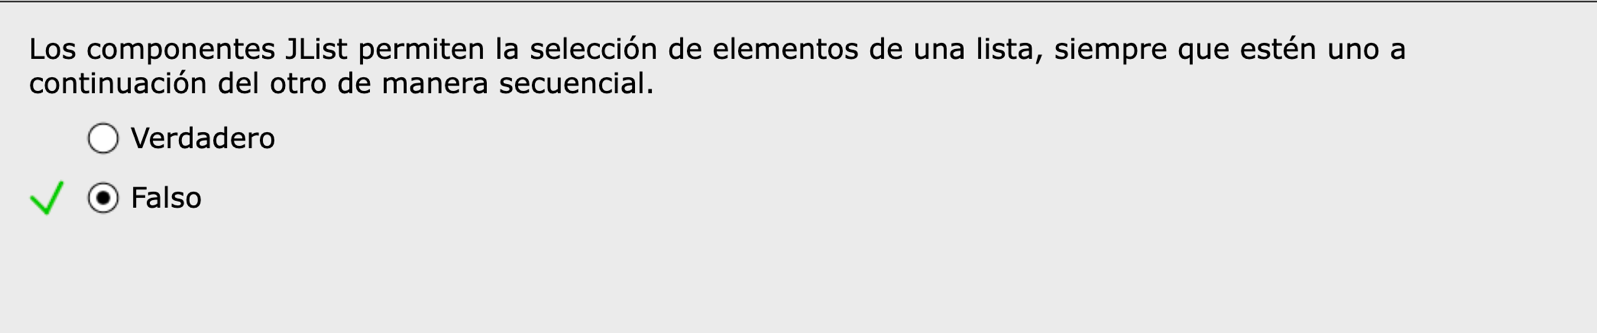 Los componentes JList permiten la selección de elementos de una lista, siempre que estén uno a
continuación del otro de manera secuencial.
Verdadero
Falso